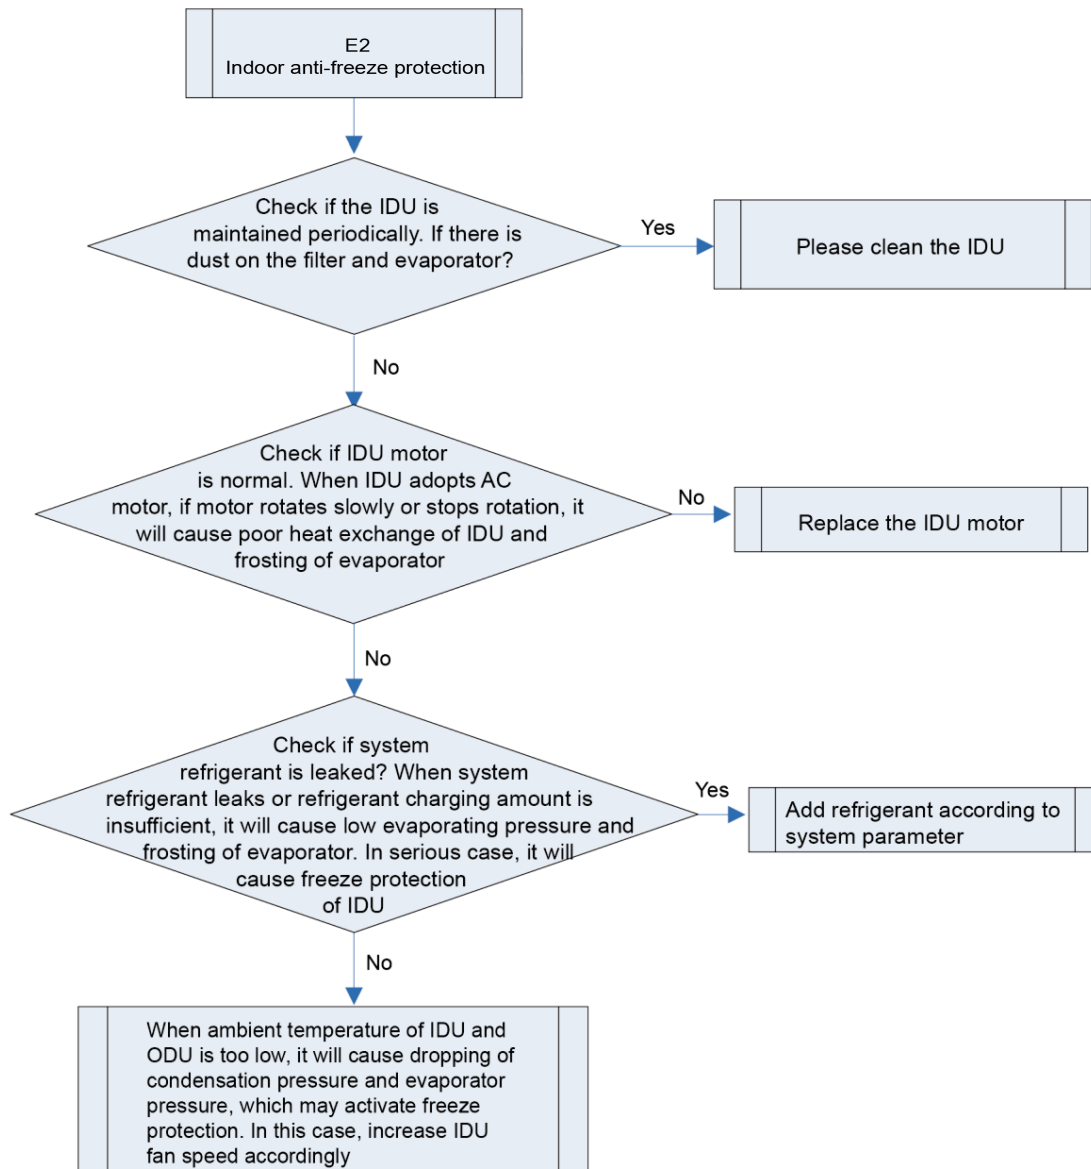 E2
Indoor anti-freeze protection
Check if the IDU is
maintained periodically. If there is
dust on the filter and evaporator?
Yes
Please clean the IDU
No
Check if IDU motor
is normal. When IDU adopts AC
motor, if motor rotates slowly or stops rotation, it
will cause poor heat exchange of IDU and
frosting of evaporator
No
Replace the IDU motor
No
Check if system
refrigerant is leaked? When system
refrigerant leaks or refrigerant charging amount is
insufficient, it will cause low evaporating pressure and
frosting of evaporator. In serious case, it will
cause freeze protection
of IDU
Yes
Add refrigerant according to
system parameter
No
When ambient temperature of IDU and
ODU is too low, it will cause dropping of
condensation pressure and evaporator
pressure, which may activate freeze
protection. In this case, increase IDU
fan speed accordingly